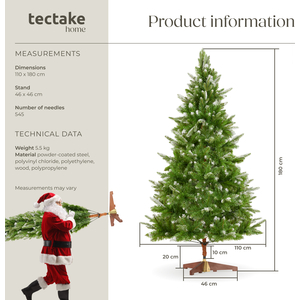 tectake
home
Product information
MEASUREMENTS
Dimensions
110 x 180 cm
Stand
46 x 46 cm
Number of needles
545
TECHNICAL DATA
Weight 5.5 kg
Material powder-coated steel,
polyvinyl chloride, polyethylene,
wood, polypropylene
Measurements may vary
180 cm
110 cm
10 cm
20 cm
46 cm